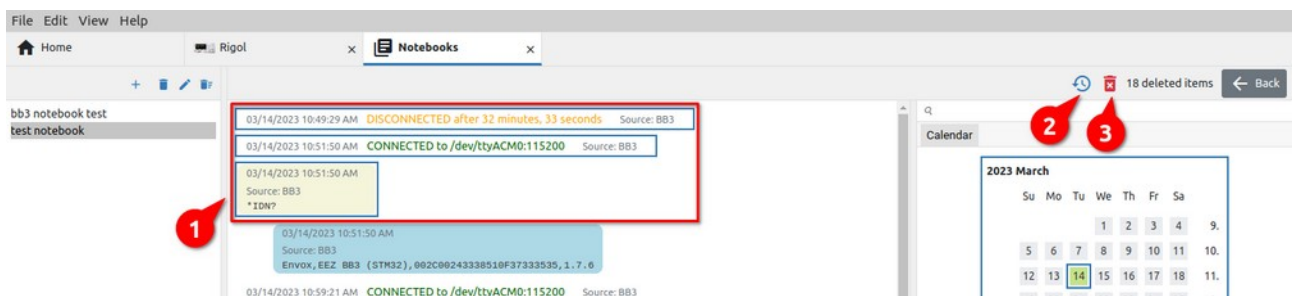 File Edit View Help
Home Rigol x Notebooks x
18 deleted items Back
bb3 notebook test
test notebook
03/14/2023 10:49:29 AM DISCONNECTED after 32 minutes, 33 seconds Source: BB3
03/14/2023 10:51:50 AM CONNECTED to /dev/ttyACM0:115200 Source: BB3
03/14/2023 10:51:50 AM
Source: BB3
*IDN?
03/14/2023 10:51:50 AM
Source: BB3
Envox,EEZ BB3 (STM32),002C00243338510F37333535,1.7.6
03/14/2023 10:59:21 AM CONNECTED to /dev/ttyACM0:115200 Source: BB3
1
2
3
Calendar
2023 March
Su Mo Tu We Th Fr Sa
1 2 3 4 9.
5 6 7 8 9 10 11 10.
12 13 14 15 16 17 18 11.